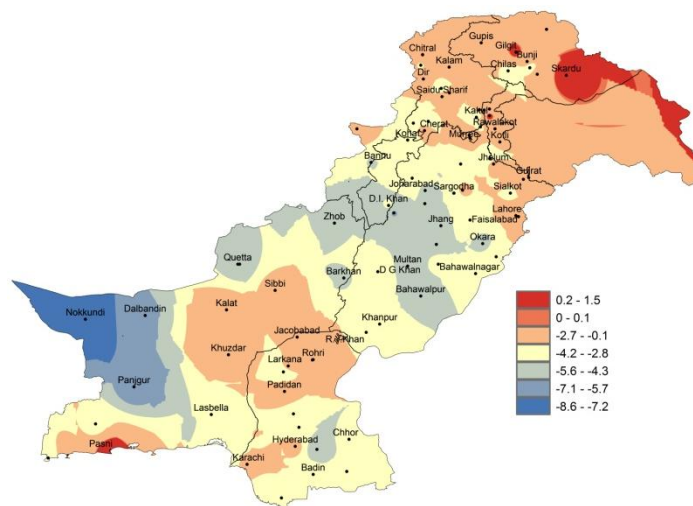 Gupis
Gilgit
Bunji
Chitral
Kalam
Chilas
Skardu
Dir
Saidu Sharif
Kakul
Cherat
Rawalakot
Murree
Kotli
Kohat
Bannu
Jhelum
Gujrat
Joharabad
Sargodha
Sialkot
D.I. Khan
Lahore
Zhob
Jhang
Faisalabad
Okara
Quetta
Multan
Barkhan
D G Khan
Bahawalnagar
Sibbi
Bahawalpur
Nokkundi
Dalbandin
Kalat
Khanpur
Jacobabad
R.Y.Khan
Khuzdar
Rohri
Larkana
Panjgur
Padidan
Lasbella
Pasni
Hyderabad
Chhor
Karachi
Badin
0.2 - 1.5
0 - 0.1
-2.7 - -0.1
-4.2 - -2.8
-5.6 - -4.3
-7.1 - -5.7
-8.6 - -7.2